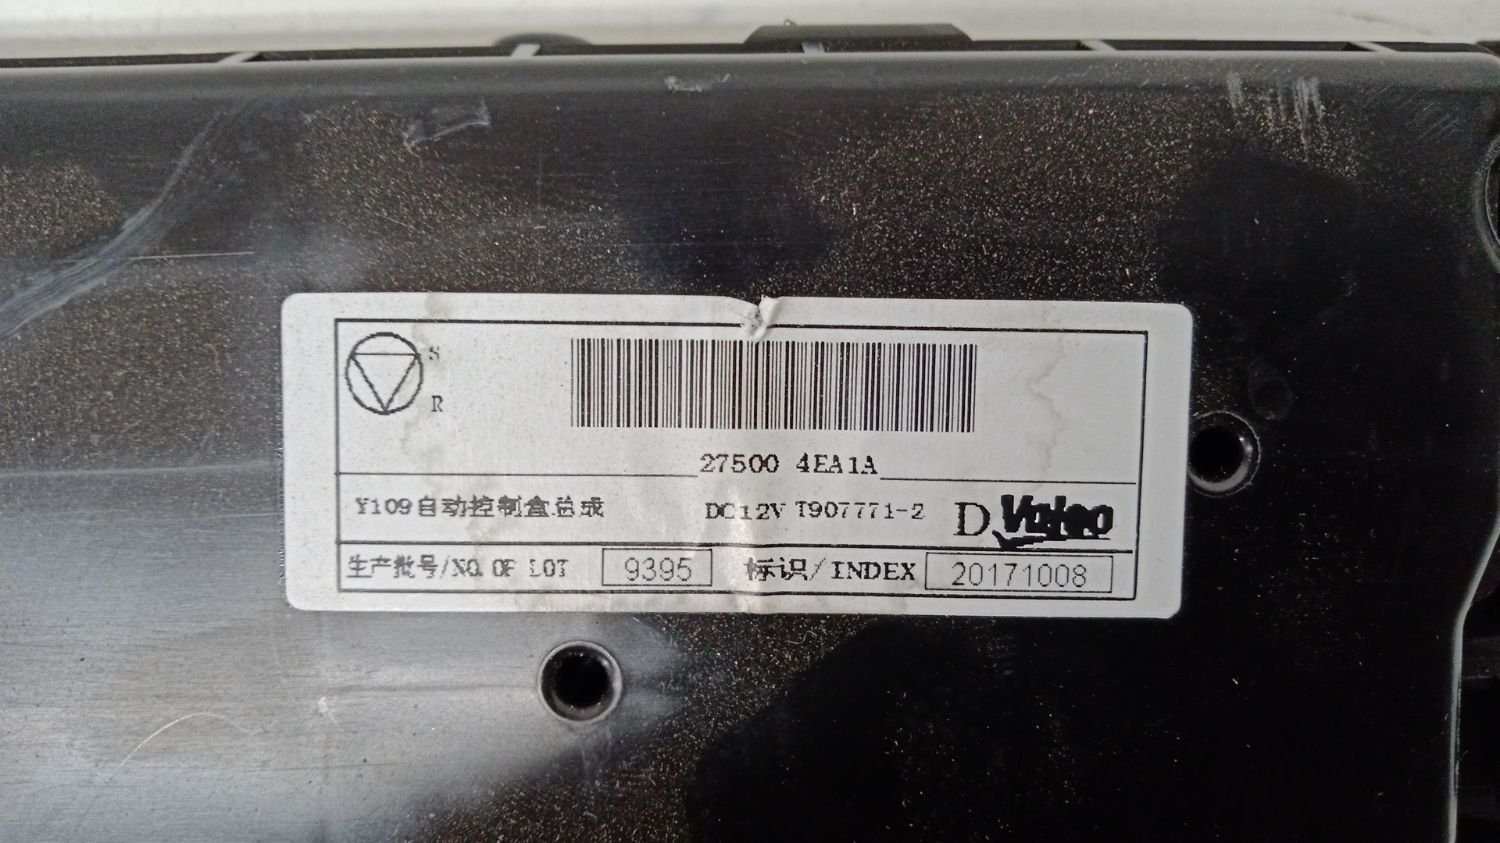 S
R
27500 4EA1A
Y109自动控制盒总成 DC12V T907771-2 D Valeo
生产批号/NO. OF LOT 9395 标识/INDEX 20171008